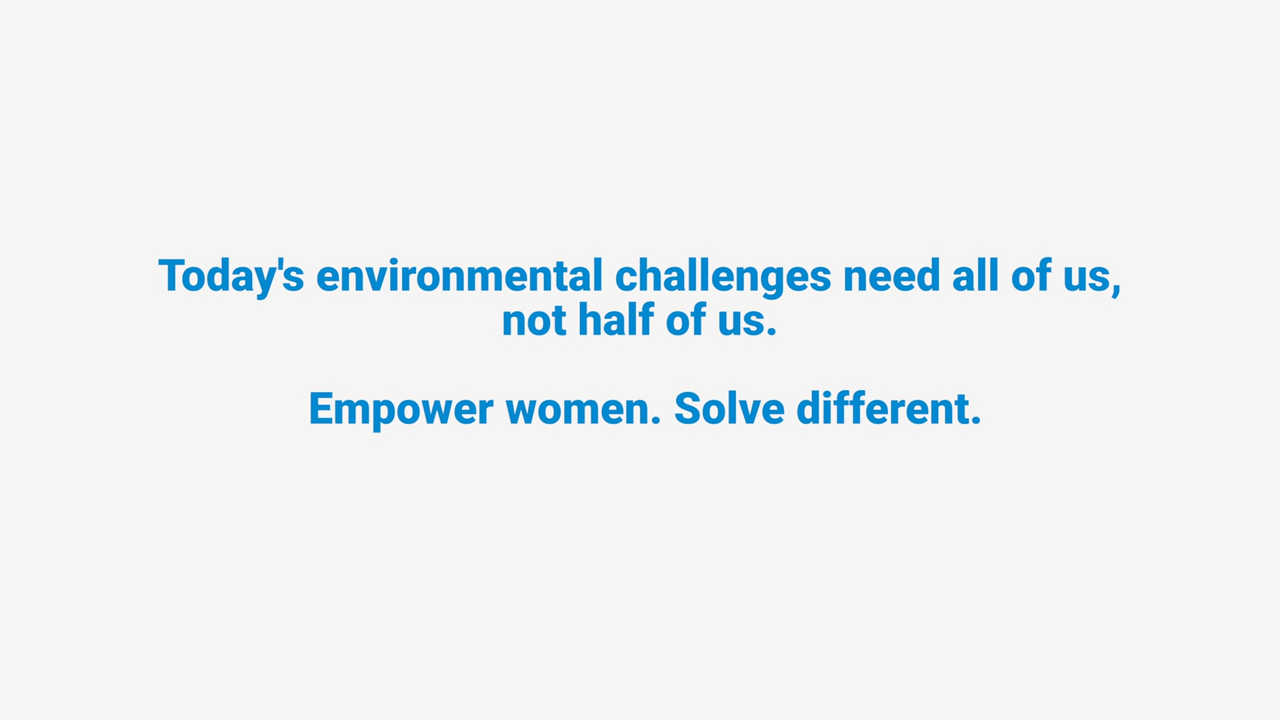 Today's environmental challenges need all of us,
not half of us.
Empower women. Solve different.